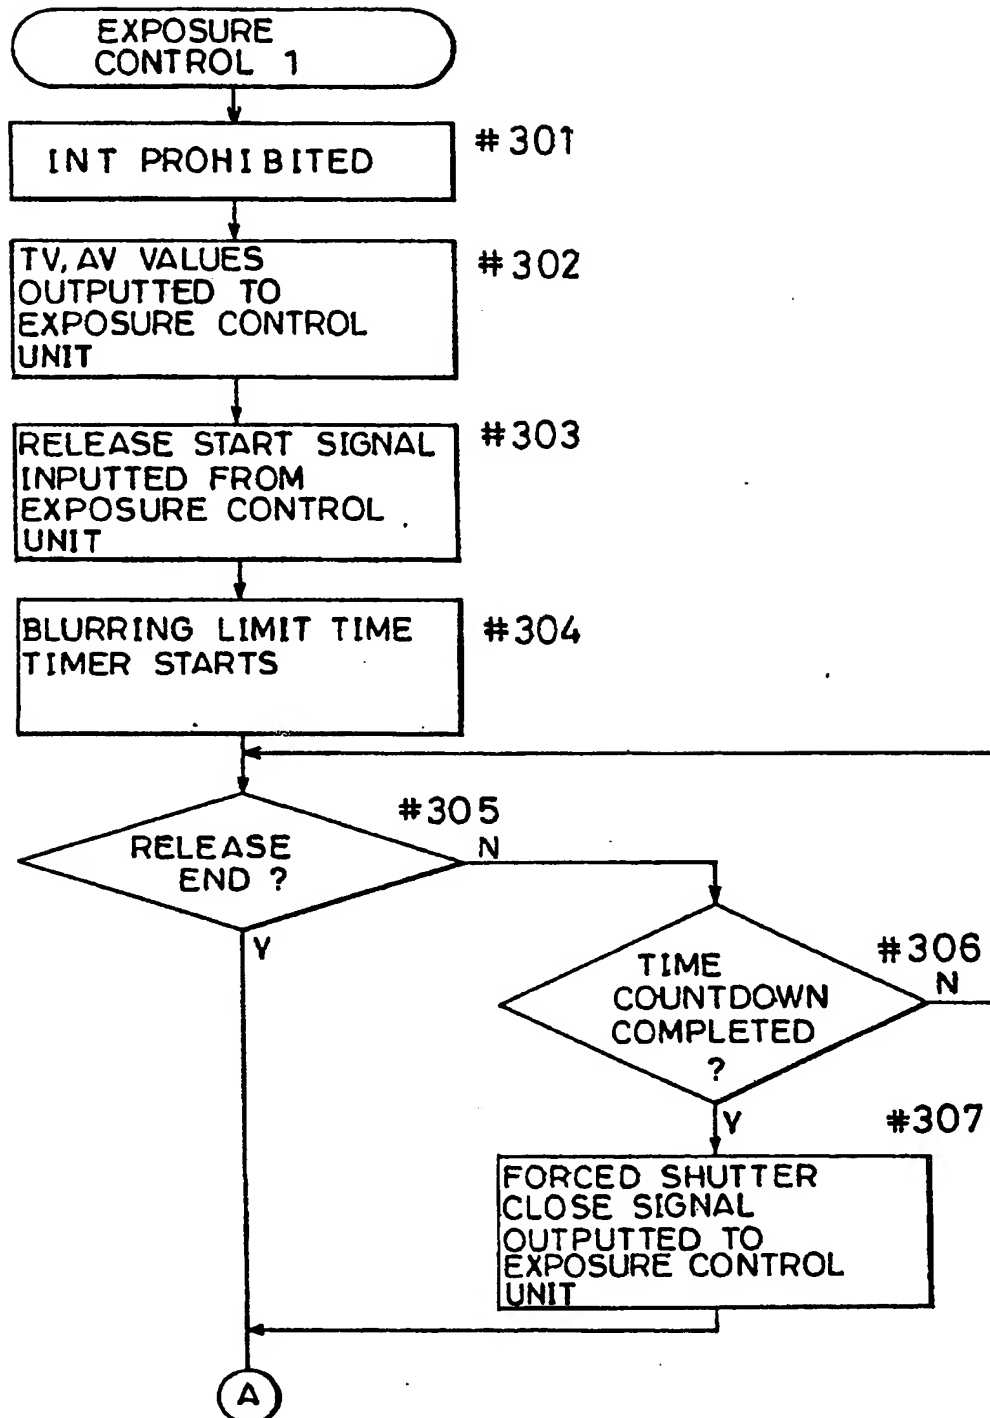 EXPOSURE
CONTROL 1
INT PROHIBITED
#301
TV, AV VALUES
OUTPUTTED TO
EXPOSURE CONTROL
UNIT
#302
RELEASE START SIGNAL
INPUTTED FROM
EXPOSURE CONTROL
UNIT
#303
BLURRING LIMIT TIME
TIMER STARTS
#304
#305
RELEASE
END ?
N
Y
#306
TIME
COUNTDOWN
COMPLETED
?
N
Y
#307
FORCED SHUTTER
CLOSE SIGNAL
OUTPUTTED TO
EXPOSURE CONTROL
UNIT
A